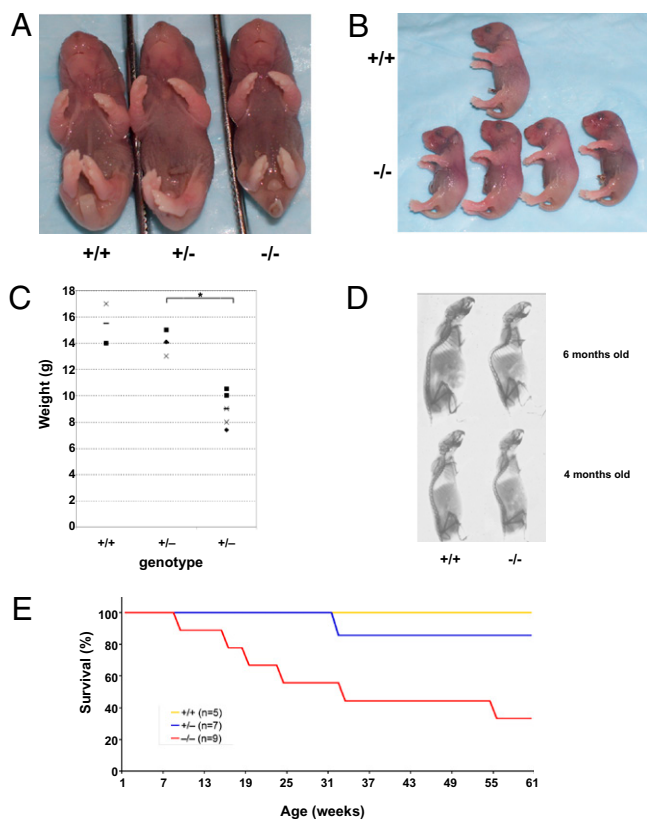 A
+/+ +/- -/-
B
+/+
-/-
C
18
16
14
12
10
8
6
4
2
0
Weight (g)
*
+/+ +/– +/–
genotype
D
6 months old
4 months old
+/+ -/-
E
100
80
60
40
20
0
Survival (%)
+/+ (n=5)
+/– (n=7)
–/– (n=9)
1 7 13 19 25 31 37 43 49 55 61
Age (weeks)